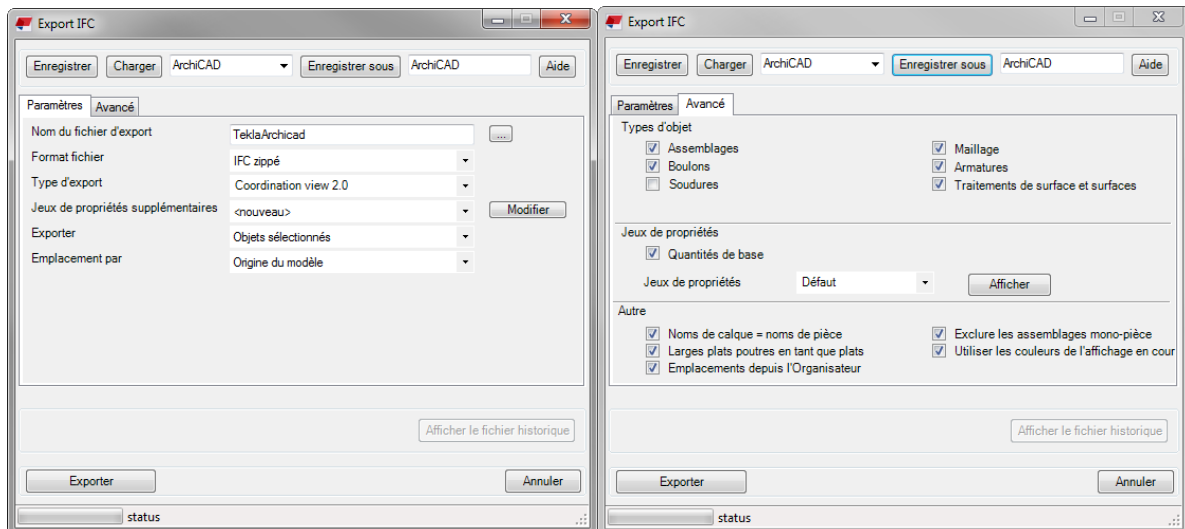 Export IFC
Enregistrer Charger ArchiCAD Enregistrer sous ArchiCAD Aide
Paramètres Avancé
Nom du fichier d'export TeklaArchicad ...
Format fichier IFC zippé
Type d'export Coordination view 2.0
Jeux de propriétés supplémentaires <nouveau> Modifier
Exporter Objets sélectionnés
Emplacement par Origine du modèle
Afficher le fichier historique
Exporter Annuler
status
Export IFC
Enregistrer Charger ArchiCAD Enregistrer sous ArchiCAD Aide
Paramètres Avancé
Types d'objet
Assemblages Maillage
Boulons Armatures
Soudures Traitements de surface et surfaces
Jeux de propriétés
Quantités de base
Jeux de propriétés Défaut Afficher
Autre
Noms de calque = noms de pièce Exclure les assemblages mono-pièce
Larges plats poutres en tant que plats Utiliser les couleurs de l'affichage en cour
Emplacements depuis l'Organisateur
Afficher le fichier historique
Exporter Annuler
status